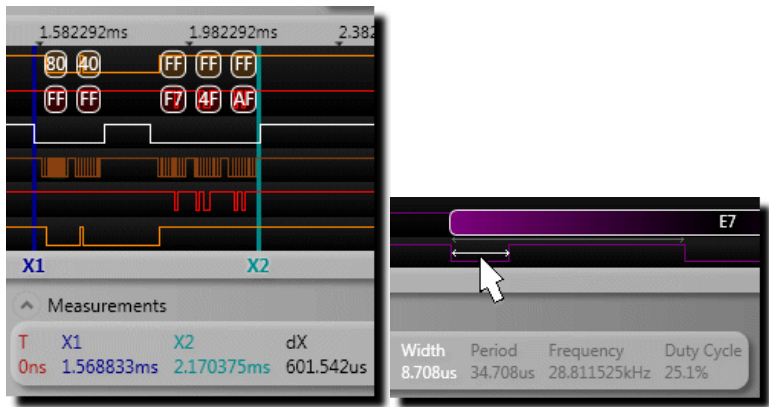 1.582292ms 1.982292ms 2.382
80 40 FF FF FF
FF FF F7 4F AF
X1 X2
Measurements
T X1 X2 dX
0ns 1.568833ms 2.170375ms 601.542us
E7
Width Period Frequency Duty Cycle
8.708us 34.708us 28.811525kHz 25.1%